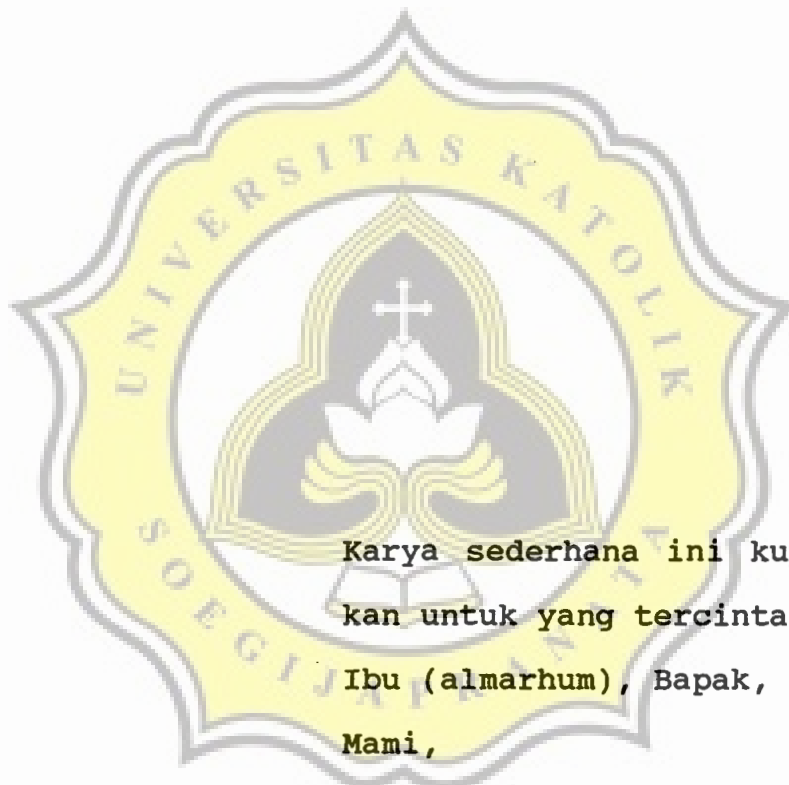 UNIVERSITAS KATOLIK
SOEGIJAPRANATA
Karya sederhana ini ku
kan untuk yang tercinta
Ibu (almarhum), Bapak,
Mami,